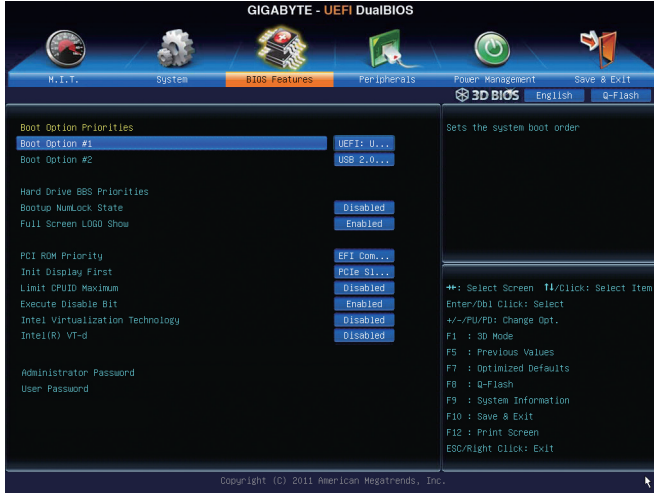 GIGABYTE - UEFI DualBIOS
M.I.T. System BIOS Features Peripherals Power Management Save & Exit
3D BIOS English Q-Flash
Boot Option Priorities
Boot Option #1 UEFI: U...
Boot Option #2 USB 2.0...
Hard Drive BBS Priorities
Bootup NumLock State Disabled
Full Screen LOGO Show Enabled
PCI ROM Priority EFI Com...
Init Display First PCIe Sl...
Limit CPUID Maximum Disabled
Execute Disable Bit Enabled
Intel Virtualization Technology Disabled
Intel(R) VT-d Disabled
Administrator Password
User Password
Sets the system boot order
→←: Select Screen ↑↓/Click: Select Item
Enter/Dbl Click: Select
+/-/PU/PD: Change Opt.
F1 : 3D Mode
F5 : Previous Values
F7 : Optimized Defaults
F8 : Q-Flash
F9 : System Information
F10 : Save & Exit
F12 : Print Screen
ESC/Right Click: Exit
Copyright (C) 2011 American Megatrends, Inc.